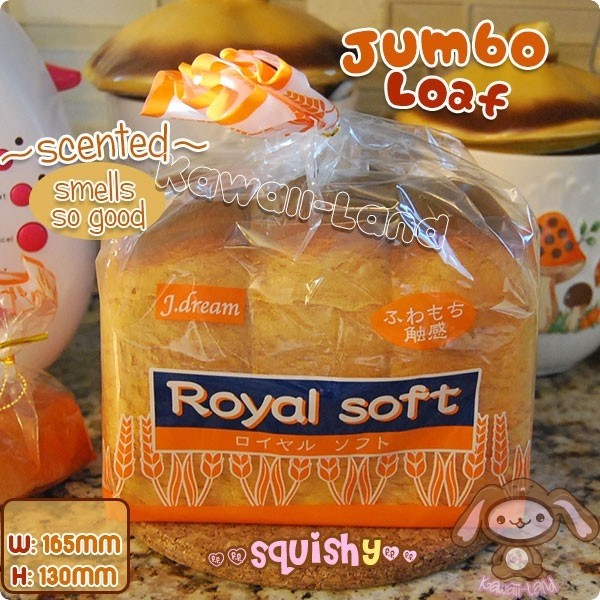 Jumbo
Loaf
~scented~
smells
so good
Kawaii-Land
J.dream
ふわもち
触感
Royal soft
ロイヤル ソフト
W: 165mm
H: 130mm
squishy
Kawaii-Land